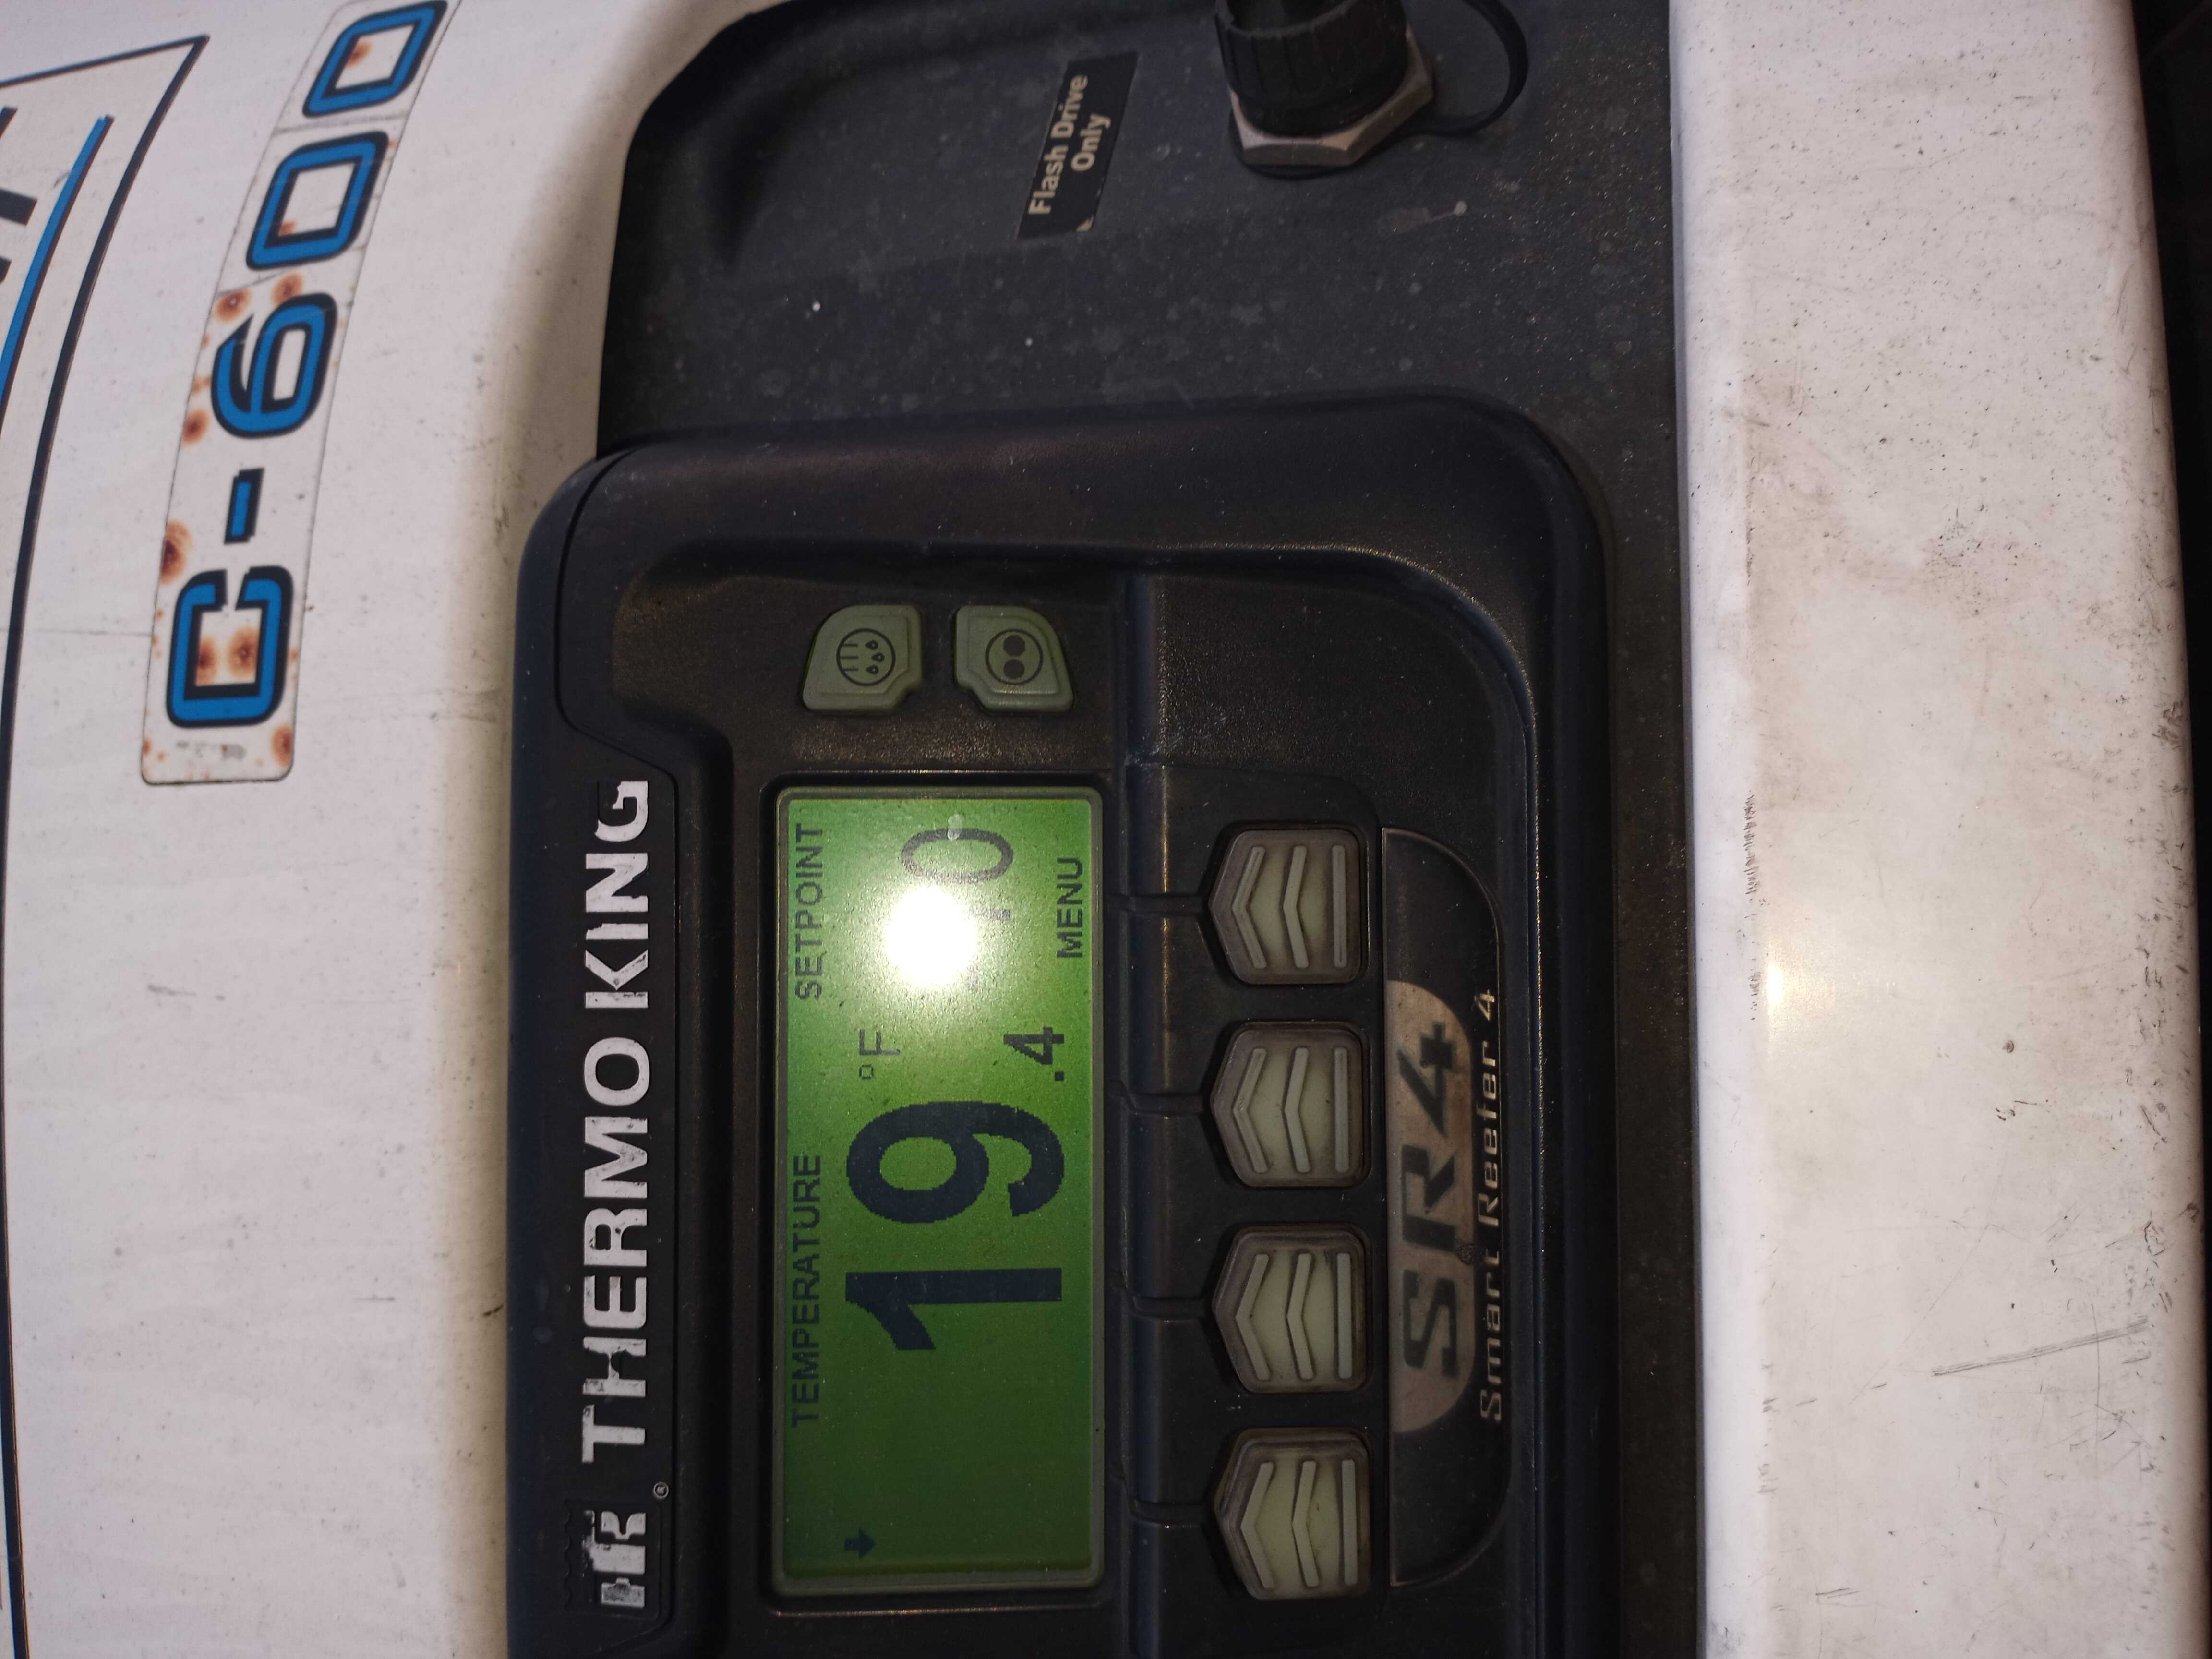 C-600
THERMO KING
®
TEMPERATURE SETPOINT
19.4 °F
MENU
Flash Drive
Only
SR4
Smart Reefer 4